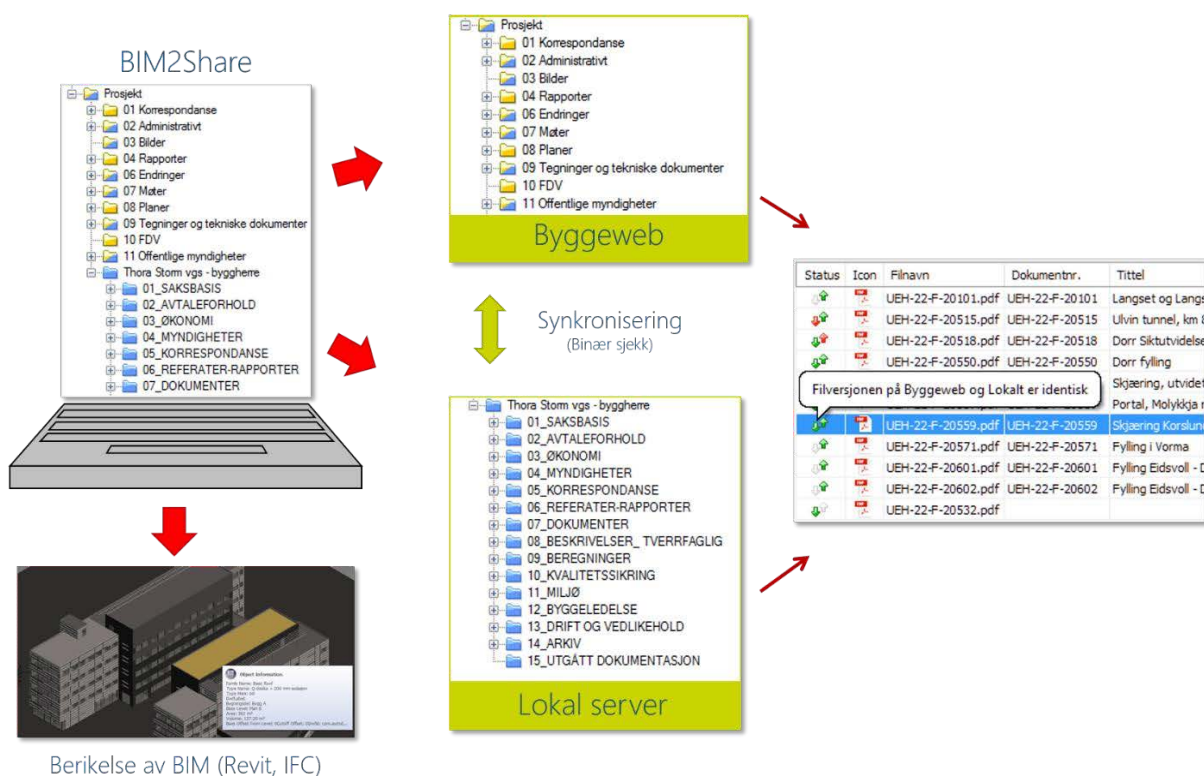 BIM2Share
Prosjekt
01 Korrespondanse
02 Administrativt
03 Bilder
04 Rapporter
06 Endringer
07 Møter
08 Planer
09 Tegninger og tekniske dokumenter
10 FDV
11 Offentlige myndigheter
Thora Storm vgs - byggherre
01_SAKSBASIS
02_AVTALEFORHOLD
03_ØKONOMI
04_MYNDIGHETER
05_KORRESPONDANSE
06_REFERATER-RAPPORTER
07_DOKUMENTER
Prosjekt
01 Korrespondanse
02 Administrativt
03 Bilder
04 Rapporter
06 Endringer
07 Møter
08 Planer
09 Tegninger og tekniske dokumenter
10 FDV
11 Offentlige myndigheter
Byggeweb
Synkronisering
(Binær sjekk)
Thora Storm vgs - byggherre
01_SAKSBASIS
02_AVTALEFORHOLD
03_ØKONOMI
04_MYNDIGHETER
05_KORRESPONDANSE
06_REFERATER-RAPPORTER
07_DOKUMENTER
08_BESKRIVELSER_ TVERRFAGLIG
09_BEREGNINGER
10_KVALITETSSIKRING
11_MILJØ
12_BYGGELEDELSE
13_DRIFT OG VEDLIKEHOLD
14_ARKIV
15_UTGÅTT DOKUMENTASJON
Lokal server
Status Icon Filnavn Dokumentnr. Tittel
UEH-22-F-20101.pdf UEH-22-F-20101 Langset og
UEH-22-F-20515.pdf UEH-22-F-20515 Ulvin tunnel, km
UEH-22-F-20518.pdf UEH-22-F-20518 Dorr Siktutvidelse
UEH-22-F-20550.pdf UEH-22-F-20550 Dorr fylling
Skjæring,
Filversjonen på Byggeweb og Lokalt er identisk
Portal,
UEH-22-F-20559.pdf UEH-22-F-20559 Skjæring
UEH-22-F-20571.pdf UEH-22-F-20571 Fylling i Vorma
UEH-22-F-20601.pdf UEH-22-F-20601 Fylling Eidsvoll -
UEH-22-F-20602.pdf UEH-22-F-20602 Fylling Eidsvoll -
UEH-22-F-20532.pdf
Object Information
Berikelse av BIM (Revit, IFC)